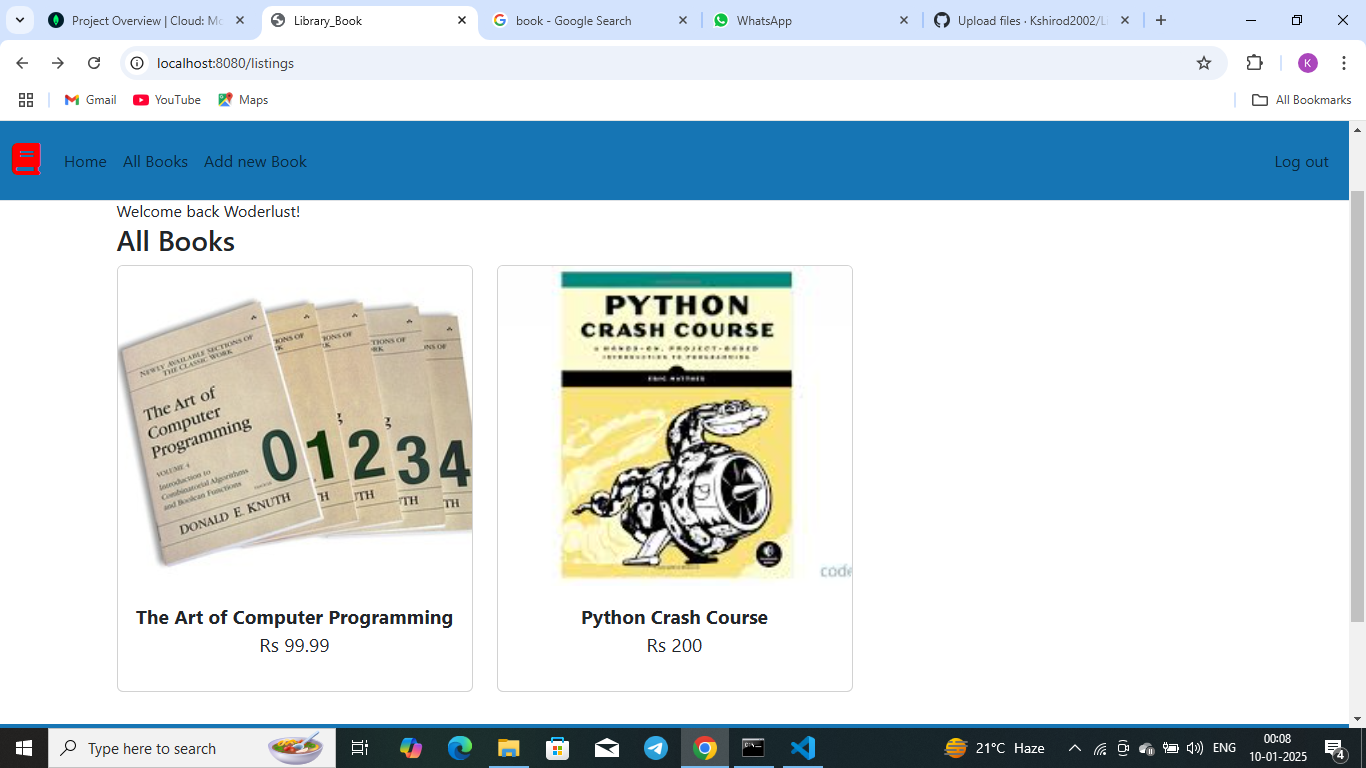 Project Overview | Cloud: Mo
Library_Book
book - Google Search
WhatsApp
Upload files · Kshirod2002/Li
localhost:8080/listings
K
Gmail
YouTube
Maps
All Bookmarks
Home
All Books
Add new Book
Log out
Welcome back Woderlust!
All Books
NEWLY AVAILABLE SECTIONS OF
THE CLASSIC WORK
The Art of
Computer
Programming
VOLUME 4
Introduction to
Combinatorial Algorithms
and Boolean Functions
DONALD E. KNUTH
0
1
2
3
4
PYTHON
CRASH COURSE
A HANDS-ON, PROJECT-BASED
INTRODUCTION TO PROGRAMMING
ERIC MATTHES
code
The Art of Computer Programming
Rs 99.99
Python Crash Course
Rs 200
Type here to search
21°C Haze
ENG
00:08
10-01-2025
4